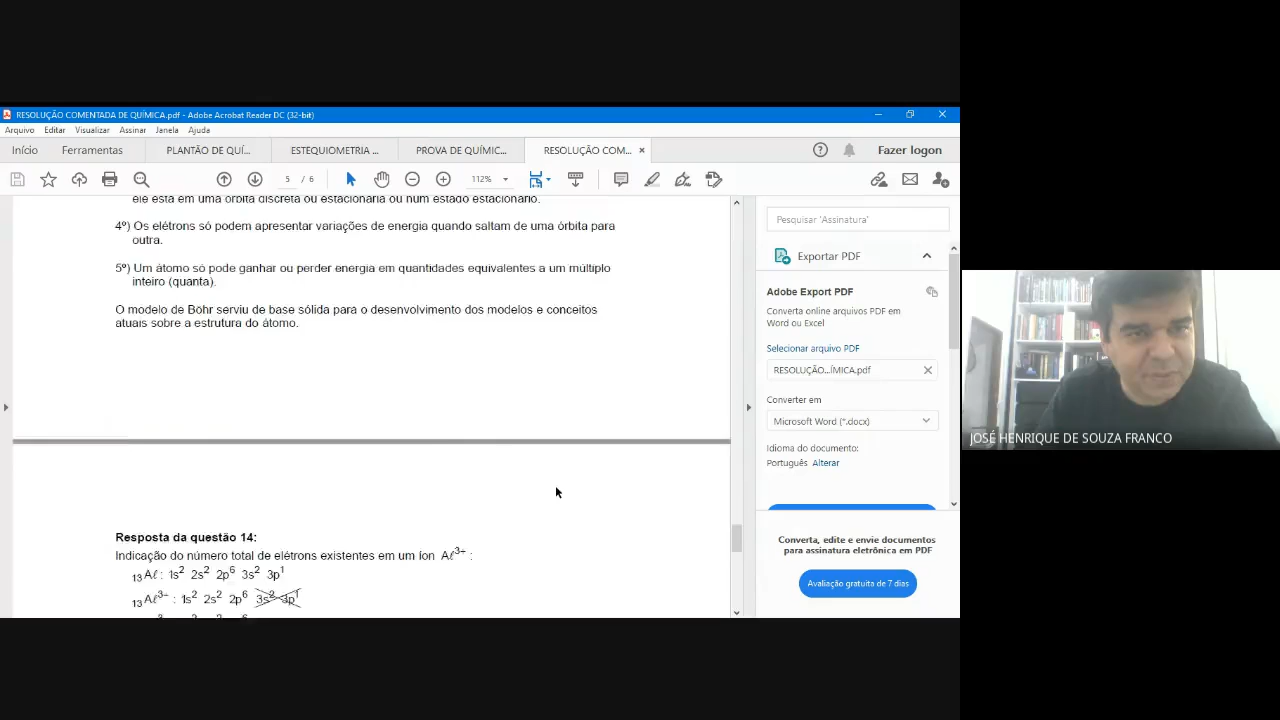 RESOLUÇÃO COMENTADA DE QUÍMICA.pdf - Adobe Acrobat Reader DC (32-bit)
Arquivo Editar Visualizar Assinar Janela Ajuda
Início Ferramentas PLANTÃO DE QUÍ... ESTEQUIOMETRIA ... PROVA DE QUÍMIC... RESOLUÇÃO COM... × Fazer logon
5 / 6 112%
ele está em uma órbita discreta ou estacionária ou num estado estacionário.
4º) Os elétrons só podem apresentar variações de energia quando saltam de uma órbita para
outra.
5º) Um átomo só pode ganhar ou perder energia em quantidades equivalentes a um múltiplo
inteiro (quanta).
O modelo de Böhr serviu de base sólida para o desenvolvimento dos modelos e conceitos
atuais sobre a estrutura do átomo.
Resposta da questão 14:
Indicação do número total de elétrons existentes em um íon Aℓ³⁺ :
₁₃Aℓ : 1s² 2s² 2p⁶ 3s² 3p¹
₁₃Aℓ³⁺ : 1s² 2s² 2p⁶ 3s² 3p¹
Pesquisar 'Assinatura'
Exportar PDF
Adobe Export PDF
Converta online arquivos PDF em
Word ou Excel
Selecionar arquivo PDF
RESOLUÇÃO...ÍMICA.pdf
Converter em
Microsoft Word (*.docx)
Idioma do documento:
Português Alterar
Converta, edite e envie documentos
para assinatura eletrônica em PDF
Avaliação gratuita de 7 dias
JOSÉ HENRIQUE DE SOUZA FRANCO